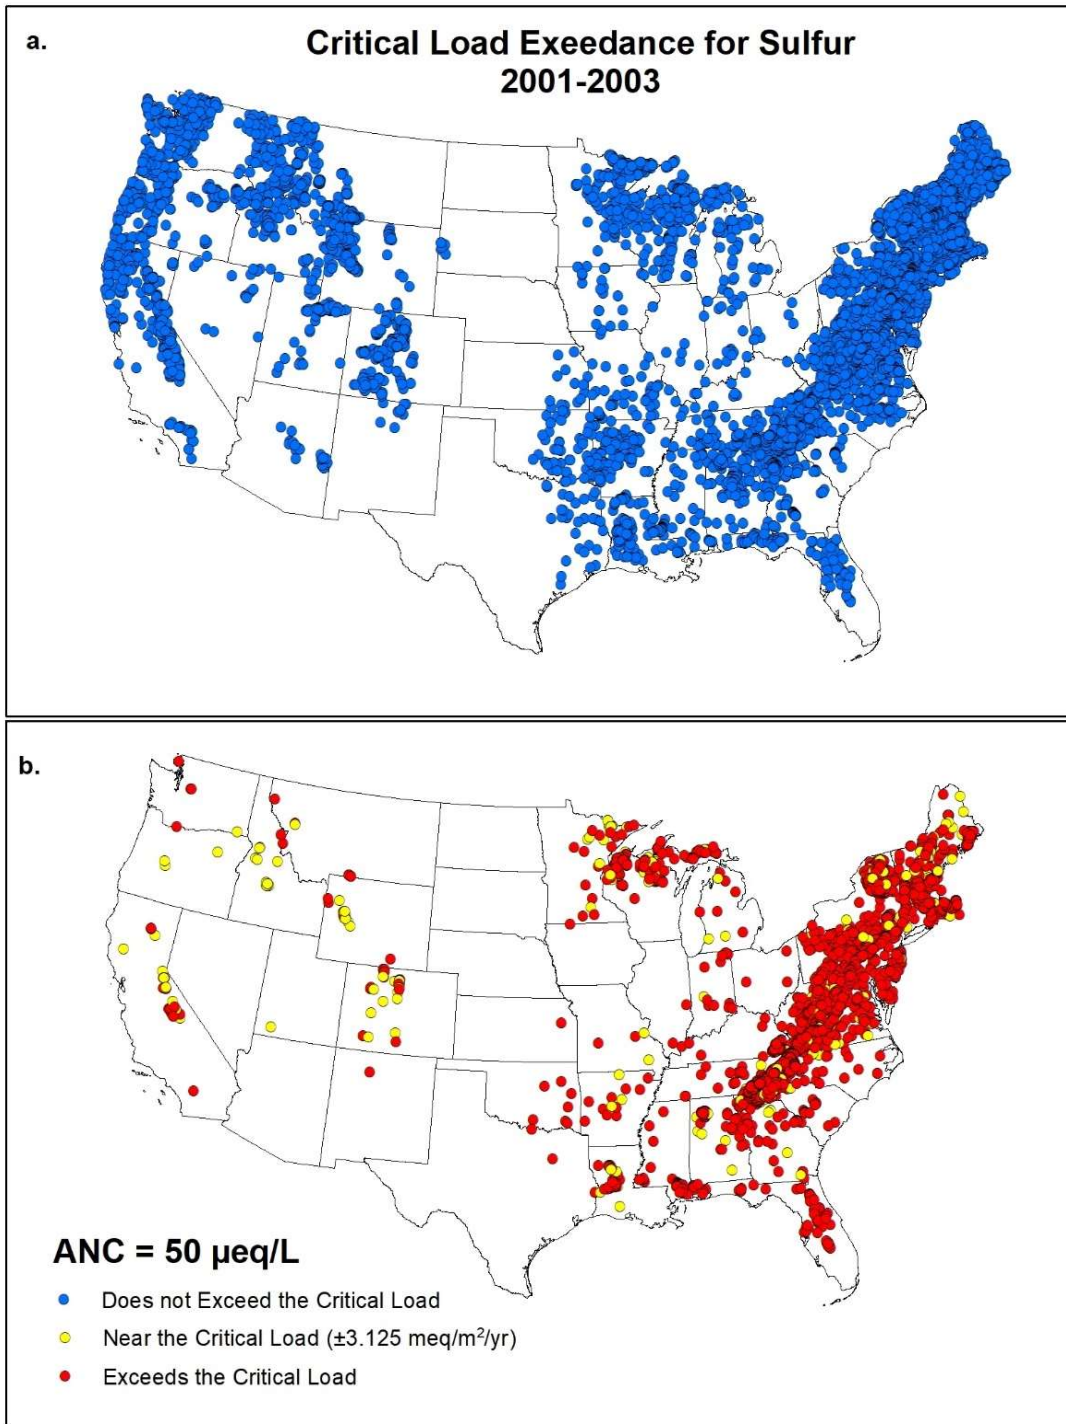 a.
Critical Load Exeedance for Sulfur
2001-2003
b.
ANC = 50 µeq/L
Does not Exceed the Critical Load
Near the Critical Load (±3.125 meq/m²/yr)
Exceeds the Critical Load